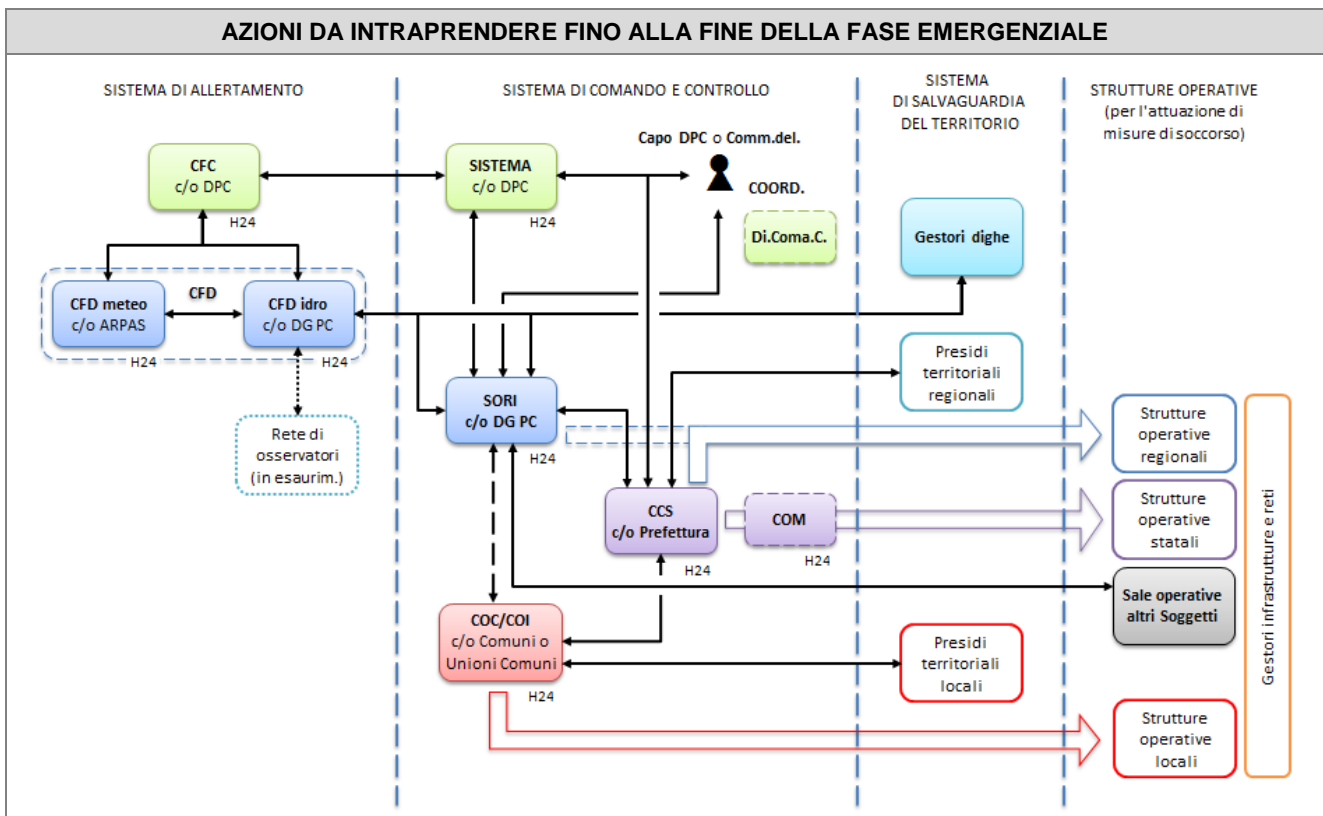 AZIONI DA INTRAPRENDERE FINO ALLA FINE DELLA FASE EMERGENZIALE
SISTEMA DI ALLERTAMENTO
SISTEMA DI COMANDO E CONTROLLO
SISTEMA
DI SALVAGUARDIA
DEL TERRITORIO
STRUTTURE OPERATIVE
(per l'attuazione di
misure di soccorso)
CFC
c/o DPC
H24
SISTEMA
c/o DPC
H24
Capo DPC o Comm.del.
COORD.
Di.Coma.C.
Gestori dighe
CFD meteo
c/o ARPAS
H24
CFD
CFD idro
c/o DG PC
H24
Rete di
osservatori
(in esaurim.)
SORI
c/o DG PC
H24
Presidi
territoriali
regionali
Strutture
operative
regionali
CCS
c/o Prefettura
H24
COM
H24
Strutture
operative
statali
Sale operative
altri Soggetti
COC/COI
c/o Comuni o
Unioni Comuni
H24
Presidi
territoriali
locali
Strutture
operative
locali
Gestori infrastrutture e reti